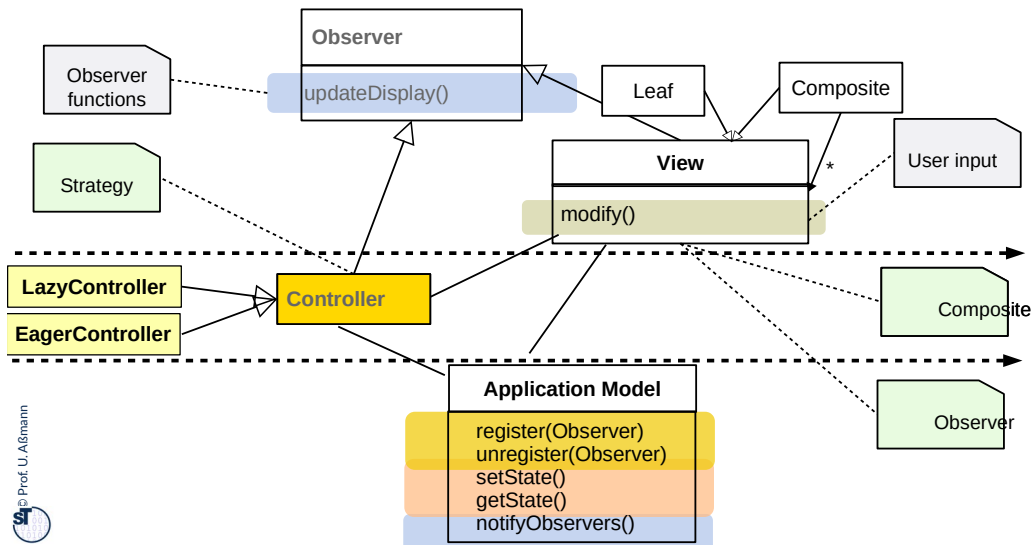 Observer
Observer
functions
updateDisplay()
Leaf
Composite
Strategy
View
*
User input
modify()
LazyController
Controller
EagerController
Composite
Application Model
Observer
register(Observer)
unregister(Observer)
setState()
getState()
notifyObservers()
© Prof. U. Aßmann
ST